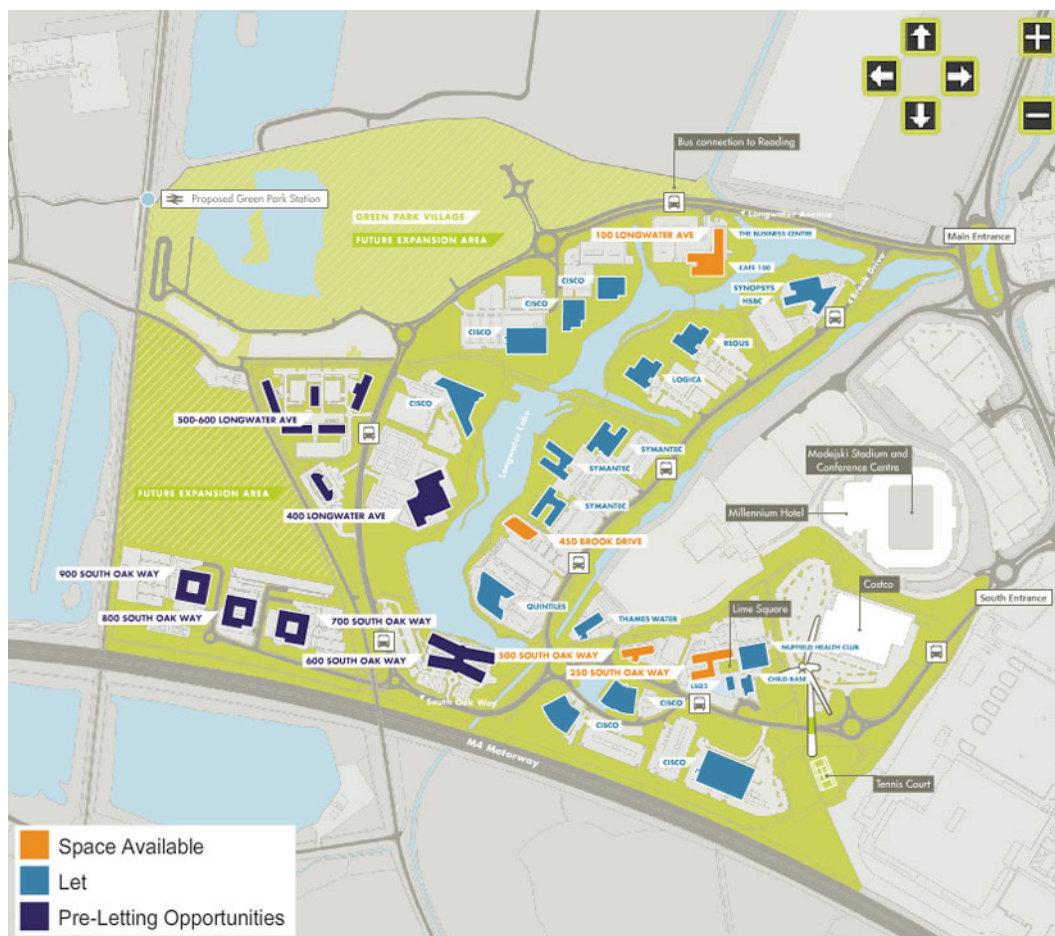 Bus connection to Reading
Proposed Green Park Station
GREEN PARK VILLAGE
FUTURE EXPANSION AREA
Longwater Avenue
100 LONGWATER AVE
THE BUSINESS CENTRE
Main Entrance
CAFE 100
CISCO
SYNOPSYS
HSBC
Brook Drive
CISCO
CISCO
REGUS
LOGICA
CISCO
500-600 LONGWATER AVE
Longwater Lake
SYMANTEC
SYMANTEC
SYMANTEC
Madejski Stadium and
Conference Centre
FUTURE EXPANSION AREA
400 LONGWATER AVE
Millennium Hotel
450 BROOK DRIVE
900 SOUTH OAK WAY
Costco
South Entrance
800 SOUTH OAK WAY
700 SOUTH OAK WAY
QUINTILES
THAMES WATER
Lime Square
600 SOUTH OAK WAY
500 SOUTH OAK WAY
NUFFIELD HEALTH CLUB
250 SOUTH OAK WAY
CHILD BASE
LSQ2
South Oak Way
CISCO
CISCO
M4 Motorway
CISCO
Tennis Court
Space Available
Let
Pre-Letting Opportunities